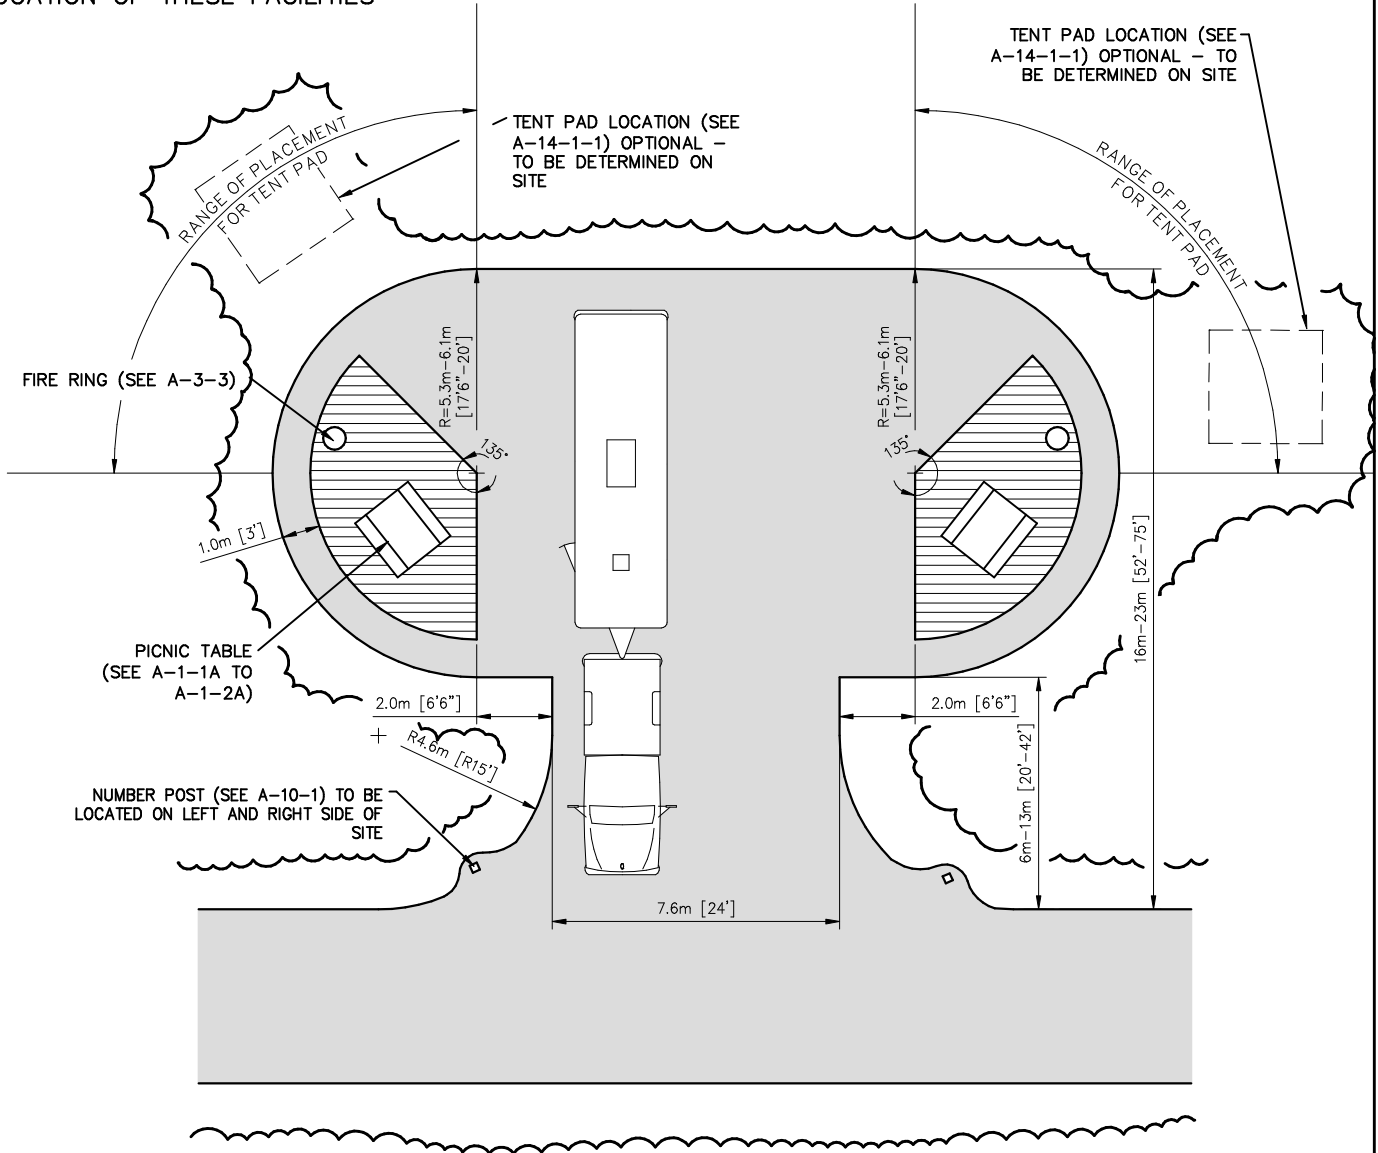 TENT PAD LOCATION (SEE
A-14-1-1) OPTIONAL - TO
BE DETERMINED ON SITE
TENT PAD LOCATION (SEE
A-14-1-1) OPTIONAL -
TO BE DETERMINED ON
SITE
RANGE OF PLACEMENT
FOR TENT PAD
RANGE OF PLACEMENT
FOR TENT PAD
FIRE RING (SEE A-3-3)
R=5.3m-6.1m
[17'6"-20']
R=5.3m-6.1m
[17'6"-20']
135°
135°
1.0m [3']
16m-23m [52'-75']
PICNIC TABLE
(SEE A-1-1A TO
A-1-2A)
2.0m [6'6"]
2.0m [6'6"]
R4.6m [R15']
6m-13m [20'-42']
NUMBER POST (SEE A-10-1) TO BE
LOCATED ON LEFT AND RIGHT SIDE OF
SITE
7.6m [24']